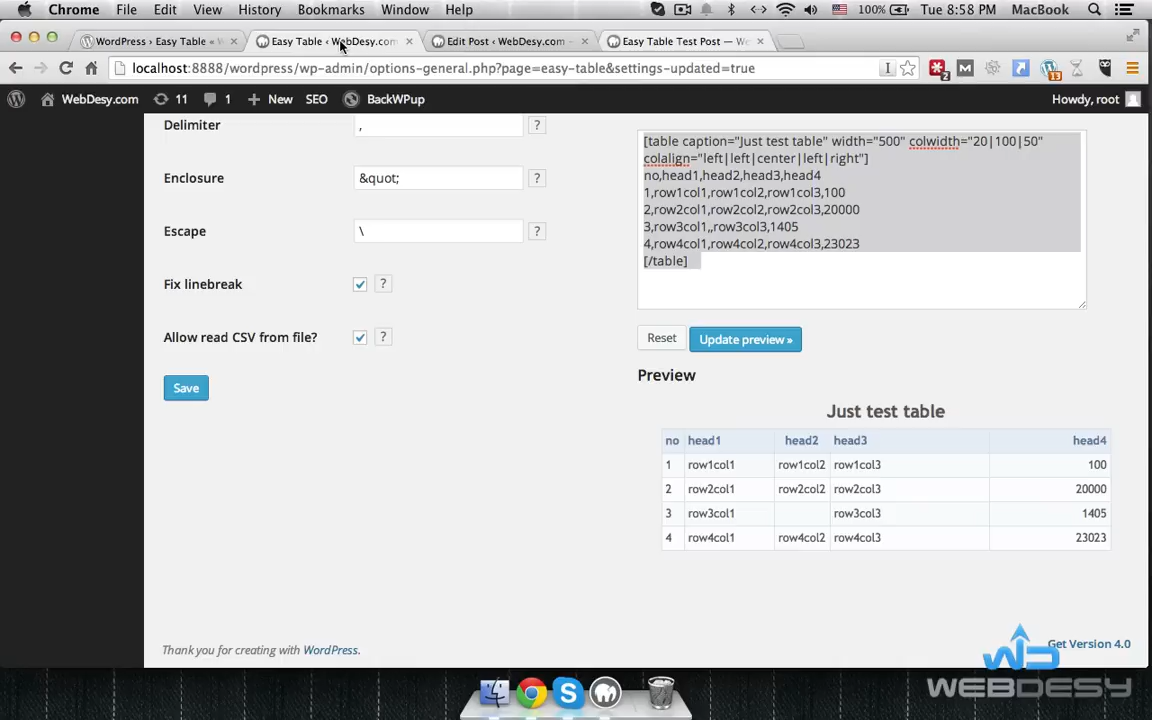 Chrome File Edit View History Bookmarks Window Help 100% Tue 8:58 PM MacBook
WordPress › Easy Table « W Easy Table ‹ WebDesy.com Edit Post ‹ WebDesy.com Easy Table Test Post — We
localhost:8888/wordpress/wp-admin/options-general.php?page=easy-table&settings-updated=true
WebDesy.com 11 1 New SEO BackWPup Howdy, root
Delimiter , ?
Enclosure &quot; ?
Escape \ ?
Fix linebreak ?
Allow read CSV from file? ?
Save
[table caption="Just test table" width="500" colwidth="20|100|50"
colalign="left|left|center|left|right"]
no,head1,head2,head3,head4
1,row1col1,row1col2,row1col3,100
2,row2col1,row2col2,row2col3,20000
3,row3col1,,row3col3,1405
4,row4col1,row4col2,row4col3,23023
[/table]
Reset Update preview »
Preview
Just test table
no head1 head2 head3 head4
1 row1col1 row1col2 row1col3 100
2 row2col1 row2col2 row2col3 20000
3 row3col1 row3col3 1405
4 row4col1 row4col2 row4col3 23023
Thank you for creating with WordPress.
Get Version 4.0
WEBDESY